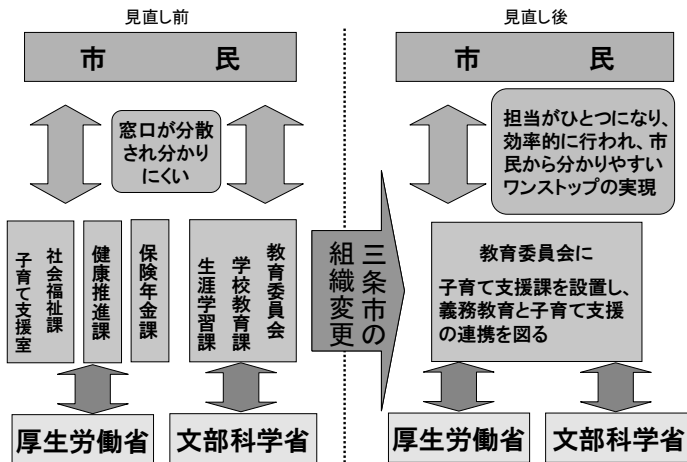 見直し前
市　民
窓口が分散
され分かり
にくい
社会福祉課
子育て支援室
健康推進課
保険年金課
教育委員会
学校教育課
生涯学習課
厚生労働省
文部科学省
三条市の
組織変更
見直し後
市　民
担当がひとつになり、
効率的に行われ、市
民から分かりやすい
ワンストップの実現
教育委員会に
子育て支援課を設置し、
義務教育と子育て支援
の連携を図る
厚生労働省
文部科学省